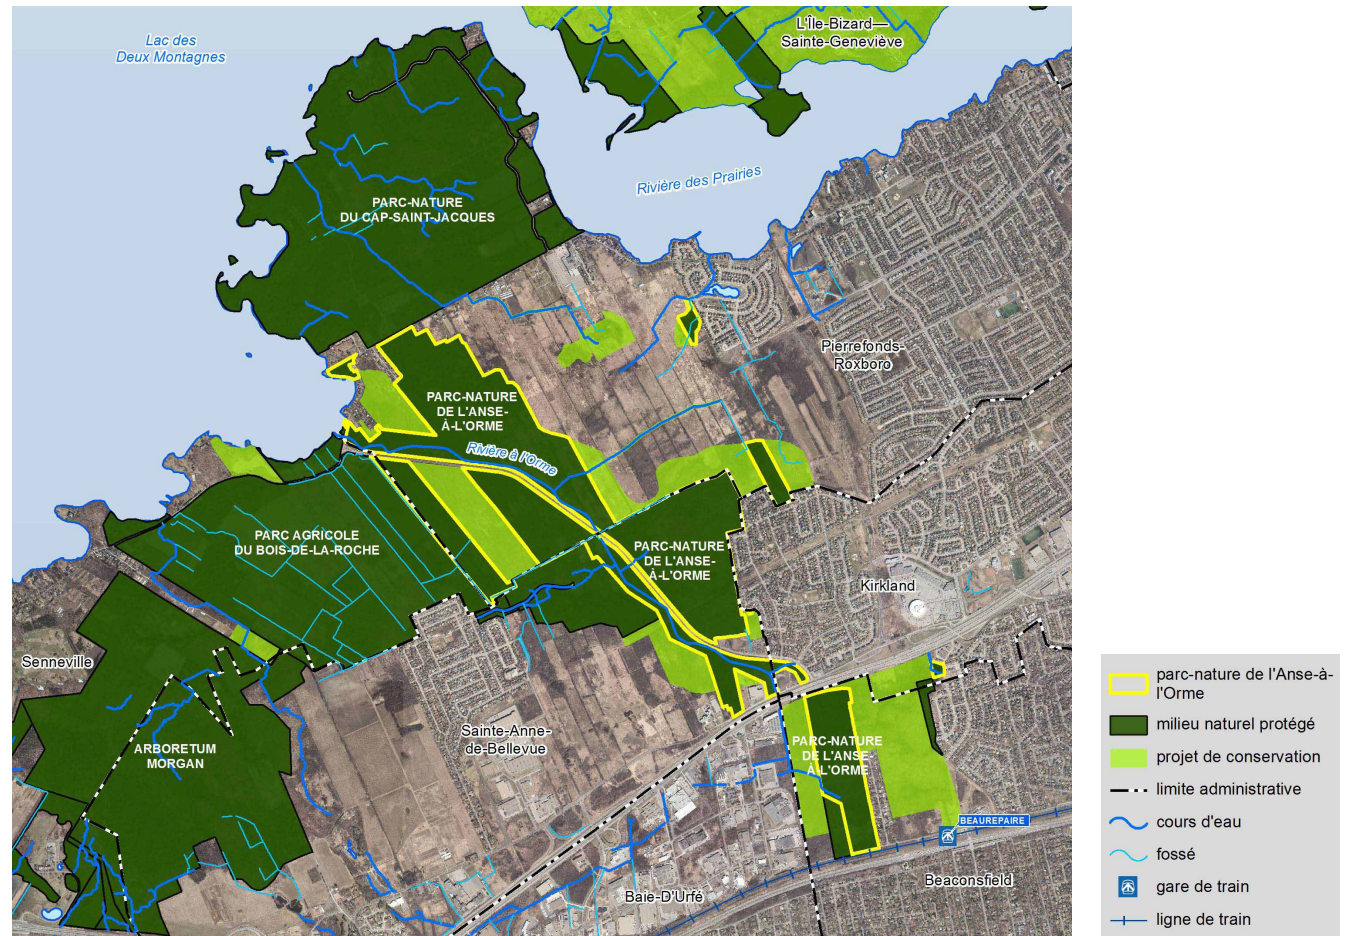 Lac des
Deux Montagnes
L'Île-Bizard—
Sainte-Geneviève
Rivière des Prairies
PARC-NATURE
DU CAP-SAINT-JACQUES
Pierrefonds-
Roxboro
PARC-NATURE
DE L'ANSE-
À-L'ORME
Rivière à l'Orme
PARC AGRICOLE
DU BOIS-DE-LA-ROCHE
PARC-NATURE
DE L'ANSE-
À-L'ORME
Kirkland
Senneville
Sainte-Anne-
de-Bellevue
ARBORETUM
MORGAN
PARC-NATURE
DE L'ANSE-
À-L'ORME
BEAUREPAIRE
Beaconsfield
Baie-D'Urfé
parc-nature de l'Anse-à-
l'Orme
milieu naturel protégé
projet de conservation
limite administrative
cours d'eau
fossé
gare de train
ligne de train